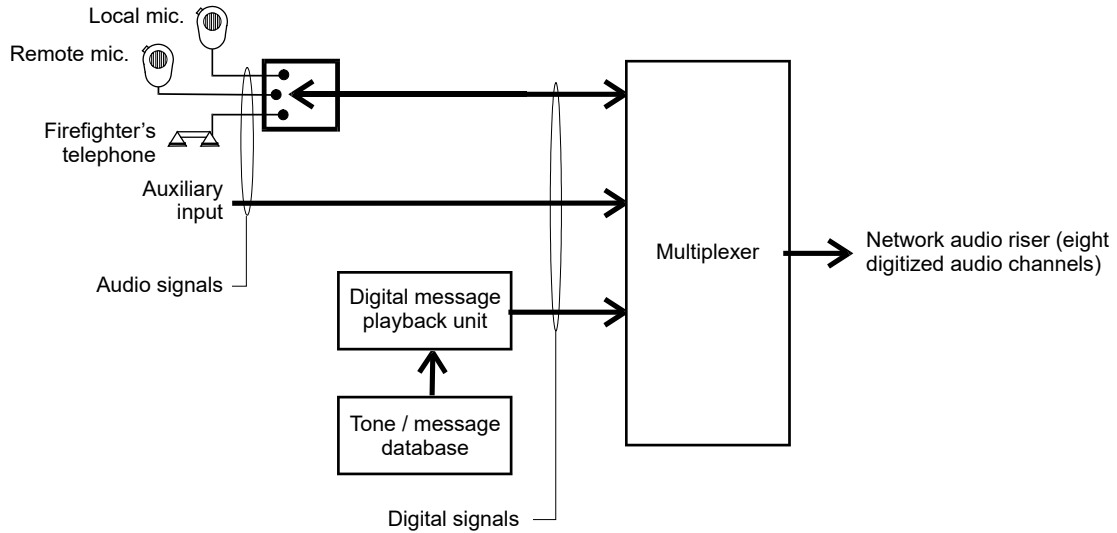 Local mic.
Remote mic.
Firefighter’s
telephone
Auxiliary
input
Audio signals
Digital message
playback unit
Tone / message
database
Digital signals
Multiplexer
Network audio riser (eight
digitized audio channels)